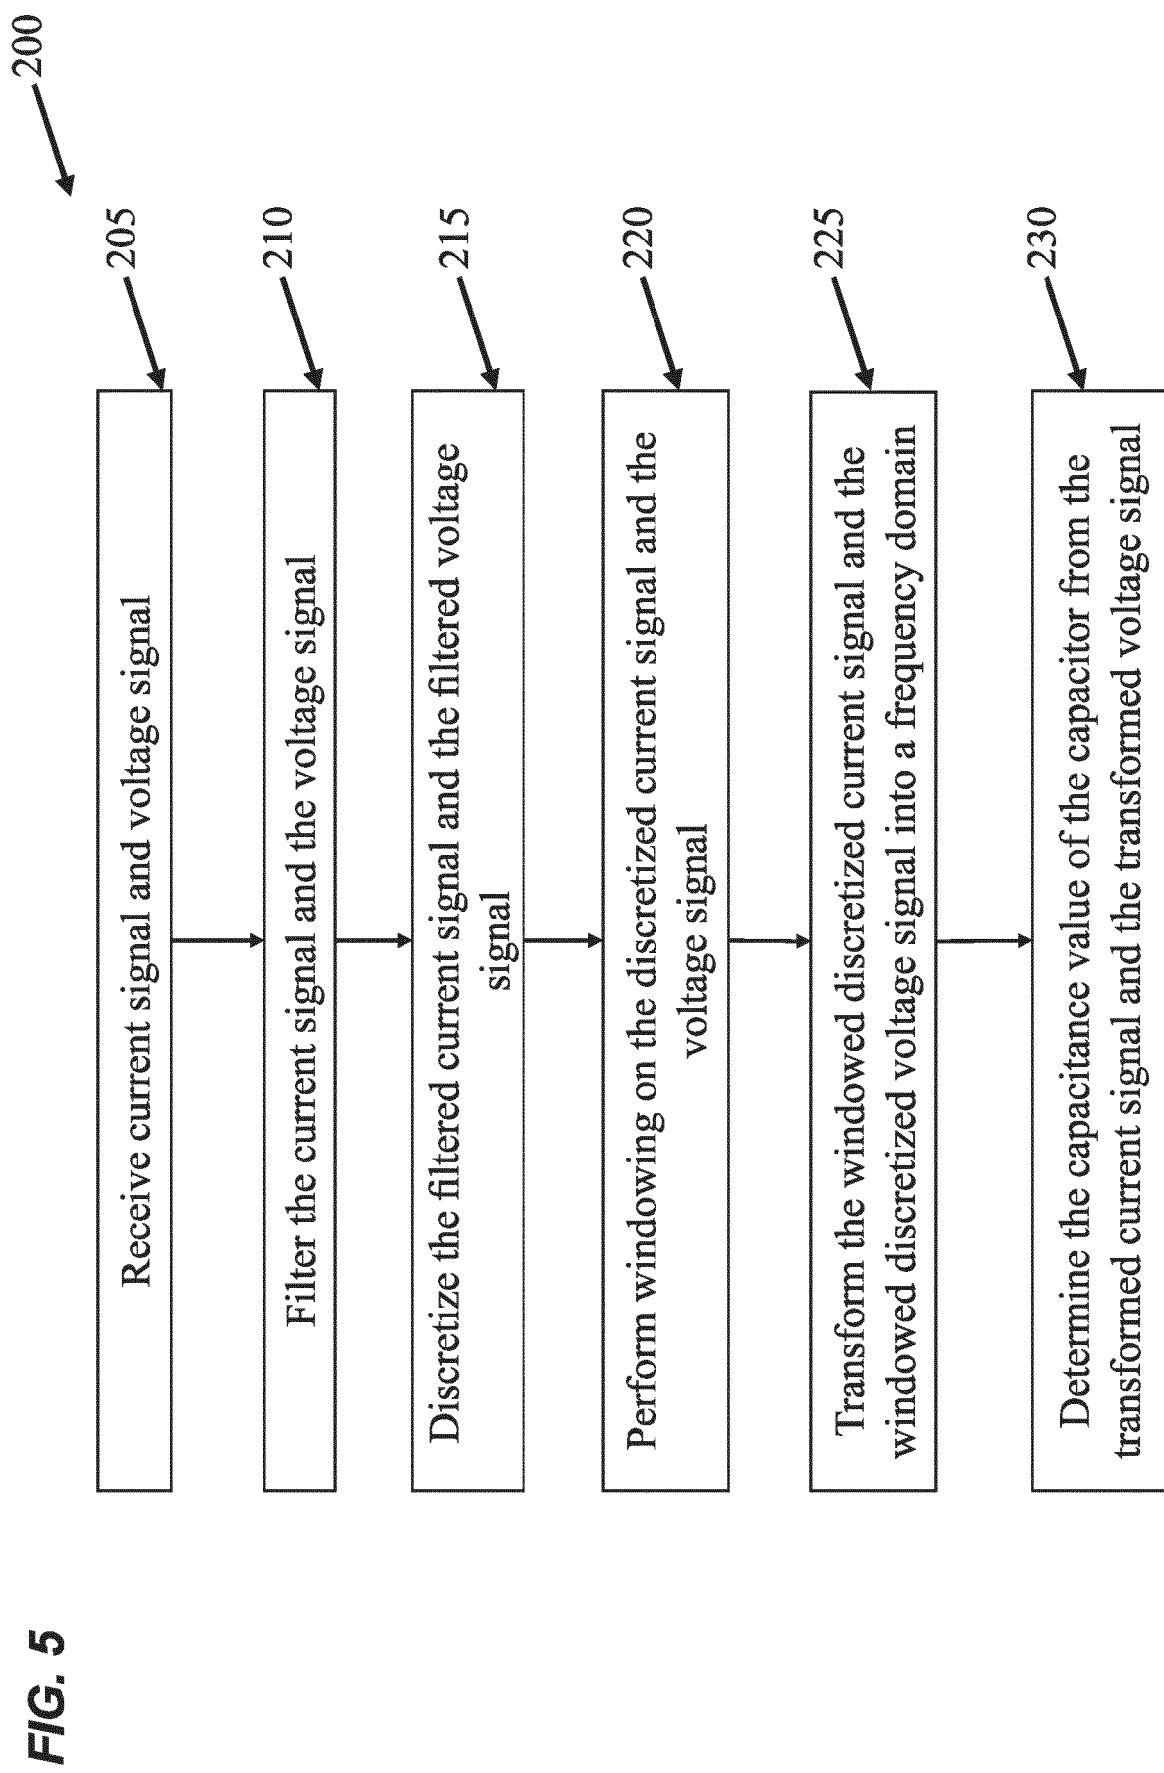 FIG. 5
200
205
Receive current signal and voltage signal
210
Filter the current signal and the voltage signal
215
Discretize the filtered current signal and the filtered voltage
signal
220
Perform windowing on the discretized current signal and the
voltage signal
225
Transform the windowed discretized current signal and the
windowed discretized voltage signal into a frequency domain
230
Determine the capacitance value of the capacitor from the
transformed current signal and the transformed voltage signal